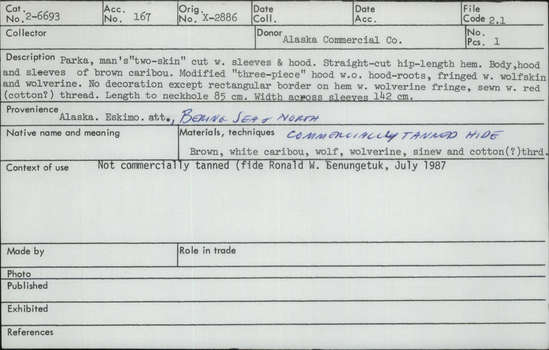 Cat. No. 2-6693 Acc. No. 167 Orig. No. X-2886 Date Coll. Date Acc. File Code 2.1
Collector Donor Alaska Commercial Co. No. Pcs. 1
Description Parka, man's"two-skin" cut w. sleeves & hood. Straight-cut hip-length hem. Body,hood
and sleeves of brown caribou. Modified "three-piece" hood w.o. hood-roots, fringed w. wolfskin
and wolverine. No decoration except rectangular border on hem w. wolverine fringe, sewn w. red
(cotton?) thread. Length to neckhole 85 cm. Width across sleeves 142 cm.
Provenience
Alaska. Eskimo. att., BERING SEA & NORTH
Native name and meaning Materials, techniques COMMERCIALLY TANNED HIDE
Brown, white caribou, wolf, wolverine, sinew and cotton(?)thrd.
Context of use Not commercially tanned (fide Ronald W. Senungetuk, July 1987
Made by Role in trade
Photo
Published
Exhibited
References